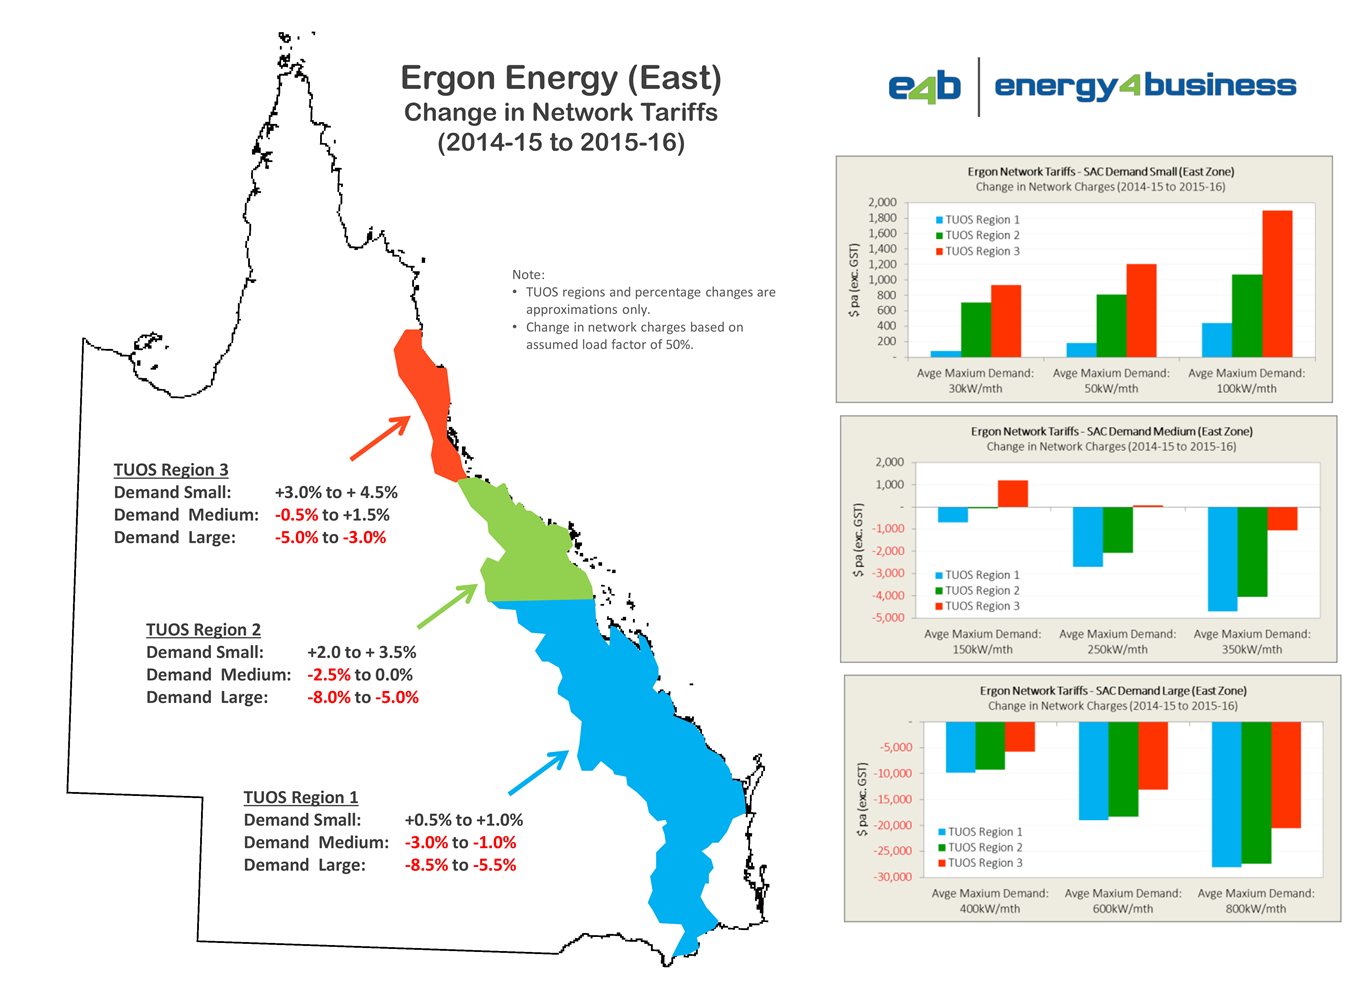 Ergon Energy (East)
Change in Network Tariffs
(2014-15 to 2015-16)
e4b | energy4business
Note:
• TUOS regions and percentage changes are
approximations only.
• Change in network charges based on
assumed load factor of 50%.
TUOS Region 3
Demand Small: +3.0% to + 4.5%
Demand Medium: -0.5% to +1.5%
Demand Large: -5.0% to -3.0%
TUOS Region 2
Demand Small: +2.0 to + 3.5%
Demand Medium: -2.5% to 0.0%
Demand Large: -8.0% to -5.0%
TUOS Region 1
Demand Small: +0.5% to +1.0%
Demand Medium: -3.0% to -1.0%
Demand Large: -8.5% to -5.5%
Ergon Network Tariffs - SAC Demand Small (East Zone)
Change in Network Charges (2014-15 to 2015-16)
$ pa (exc. GST)
2,000
1,800
1,600
1,400
1,200
1,000
800
600
400
200
-
TUOS Region 1
TUOS Region 2
TUOS Region 3
Avge Maxium Demand: Avge Maxium Demand: Avge Maxium Demand:
30kW/mth 50kW/mth 100kW/mth
Ergon Network Tariffs - SAC Demand Medium (East Zone)
Change in Network Charges (2014-15 to 2015-16)
$ pa (exc. GST)
2,000
1,000
-
-1,000
-2,000
-3,000
-4,000
-5,000
TUOS Region 1
TUOS Region 2
TUOS Region 3
Avge Maxium Demand: Avge Maxium Demand: Avge Maxium Demand:
150kW/mth 250kW/mth 350kW/mth
Ergon Network Tariffs - SAC Demand Large (East Zone)
Change in Network Charges (2014-15 to 2015-16)
$ pa (exc. GST)
-
-5,000
-10,000
-15,000
-20,000
-25,000
-30,000
TUOS Region 1
TUOS Region 2
TUOS Region 3
Avge Maxium Demand: Avge Maxium Demand: Avge Maxium Demand:
400kW/mth 600kW/mth 800kW/mth